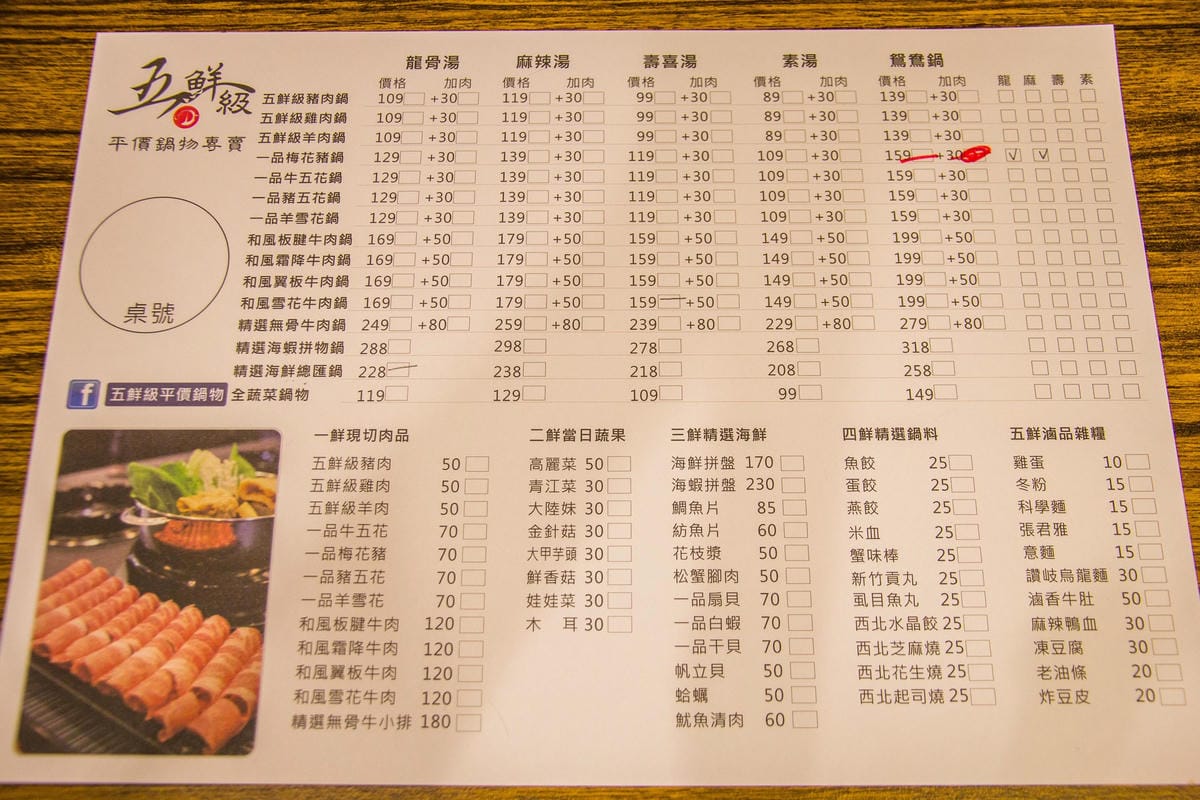 五鮮級
平價鍋物專賣
桌號
f 五鮮級平價鍋物
龍骨湯 麻辣湯 壽喜湯 素湯 鴛鴦鍋
價格 加肉 價格 加肉 價格 加肉 價格 加肉 價格 加肉 龍 麻 壽 素
五鮮級豬肉鍋 109 +30 119 +30 99 +30 89 +30 139 +30
五鮮級雞肉鍋 109 +30 119 +30 99 +30 89 +30 139 +30
五鮮級羊肉鍋 109 +30 119 +30 99 +30 89 +30 139 +30
一品梅花豬鍋 129 +30 139 +30 119 +30 109 +30 159 +30 ✓ ✓
一品牛五花鍋 129 +30 139 +30 119 +30 109 +30 159 +30
一品豬五花鍋 129 +30 139 +30 119 +30 109 +30 159 +30
一品羊雪花鍋 129 +30 139 +30 119 +30 109 +30 159 +30
和風板腱牛肉鍋 169 +50 179 +50 159 +50 149 +50 199 +50
和風霜降牛肉鍋 169 +50 179 +50 159 +50 149 +50 199 +50
和風翼板牛肉鍋 169 +50 179 +50 159 +50 149 +50 199 +50
和風雪花牛肉鍋 169 +50 179 +50 159 +50 149 +50 199 +50
精選無骨牛肉鍋 249 +80 259 +80 239 +80 229 +80 279 +80
精選海蝦拼物鍋 288 298 278 268 318
精選海鮮總匯鍋 228 238 218 208 258
全蔬菜鍋物 119 129 109 99 149
一鮮現切肉品
五鮮級豬肉 50
五鮮級雞肉 50
五鮮級羊肉 50
一品牛五花 70
一品梅花豬 70
一品豬五花 70
一品羊雪花 70
和風板腱牛肉 120
和風霜降牛肉 120
和風翼板牛肉 120
和風雪花牛肉 120
精選無骨牛小排 180
二鮮當日蔬果
高麗菜 50
青江菜 30
大陸妹 30
金針菇 30
大甲芋頭 30
鮮香菇 30
娃娃菜 30
木耳 30
三鮮精選海鮮
海鮮拼盤 170
海蝦拼盤 230
鯛魚片 85
魴魚片 60
花枝漿 50
松蟹腳肉 50
一品扇貝 70
一品白蝦 70
一品干貝 70
帆立貝 50
蛤蠣 50
魷魚清肉 60
四鮮精選鍋料
魚餃 25
蛋餃 25
燕餃 25
米血 25
蟹味棒 25
新竹貢丸 25
虱目魚丸 25
西北水晶餃 25
西北芝麻燒 25
西北花生燒 25
西北起司燒 25
五鮮滷品雜糧
雞蛋 10
冬粉 15
科學麵 15
張君雅 15
意麵 15
讚岐烏龍麵 30
滷香牛肚 50
麻辣鴨血 30
凍豆腐 30
老油條 20
炸豆皮 20